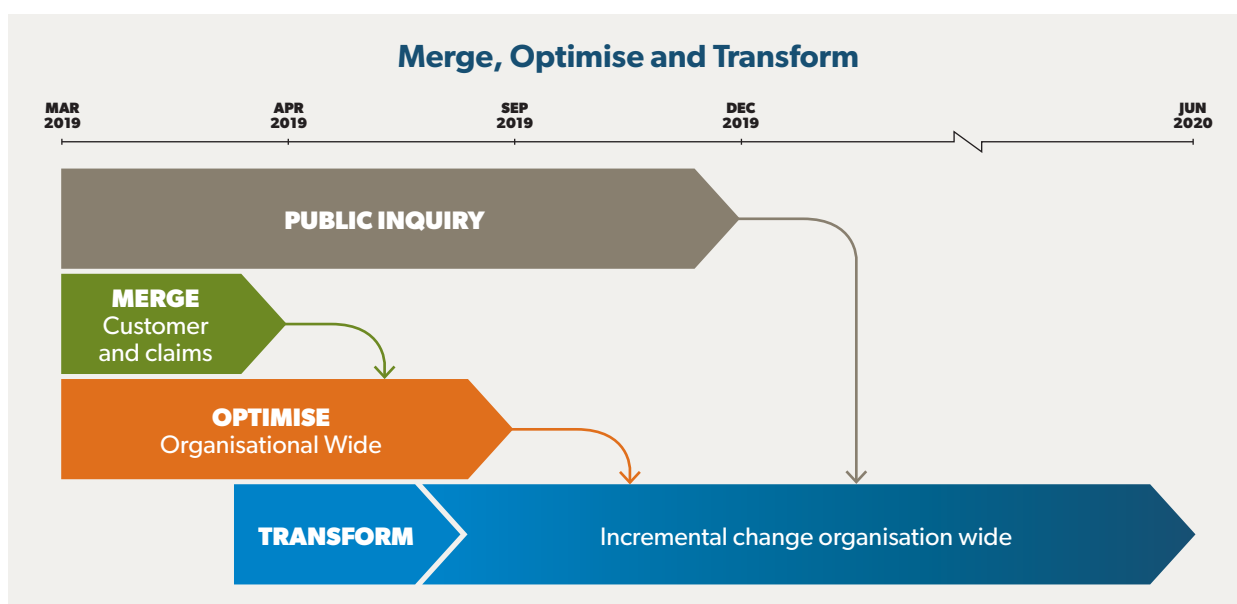 Merge, Optimise and Transform
MAR
2019
APR
2019
SEP
2019
DEC
2019
JUN
2020
PUBLIC INQUIRY
MERGE
Customer
and claims
OPTIMISE
Organisational Wide
TRANSFORM
Incremental change organisation wide